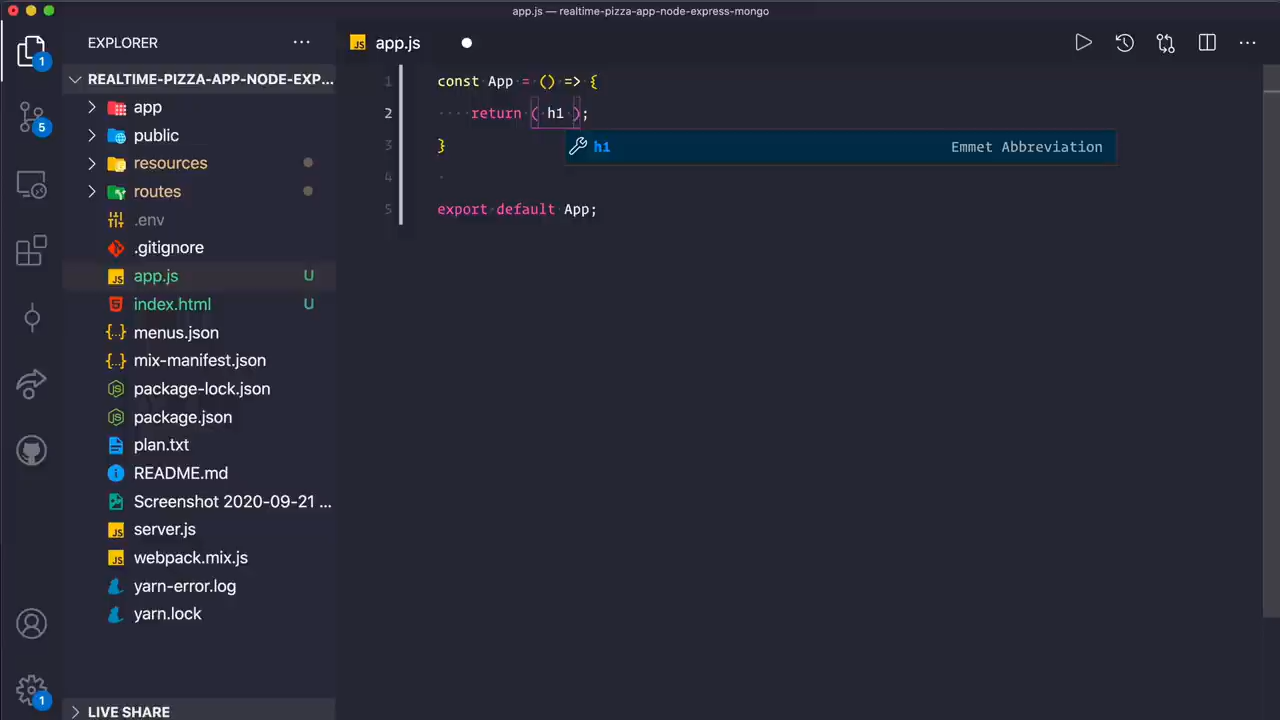 app.js — realtime-pizza-app-node-express-mongo
EXPLORER
app.js
REALTIME-PIZZA-APP-NODE-EXP...
app
public
resources
routes
.env
.gitignore
app.js U
index.html U
menus.json
mix-manifest.json
package-lock.json
package.json
plan.txt
README.md
Screenshot 2020-09-21 ...
server.js
webpack.mix.js
yarn-error.log
yarn.lock
LIVE SHARE
1
5
1
1 const App = () => {
2 return ( h1 );
h1 Emmet Abbreviation
3 }
4
5 export default App;